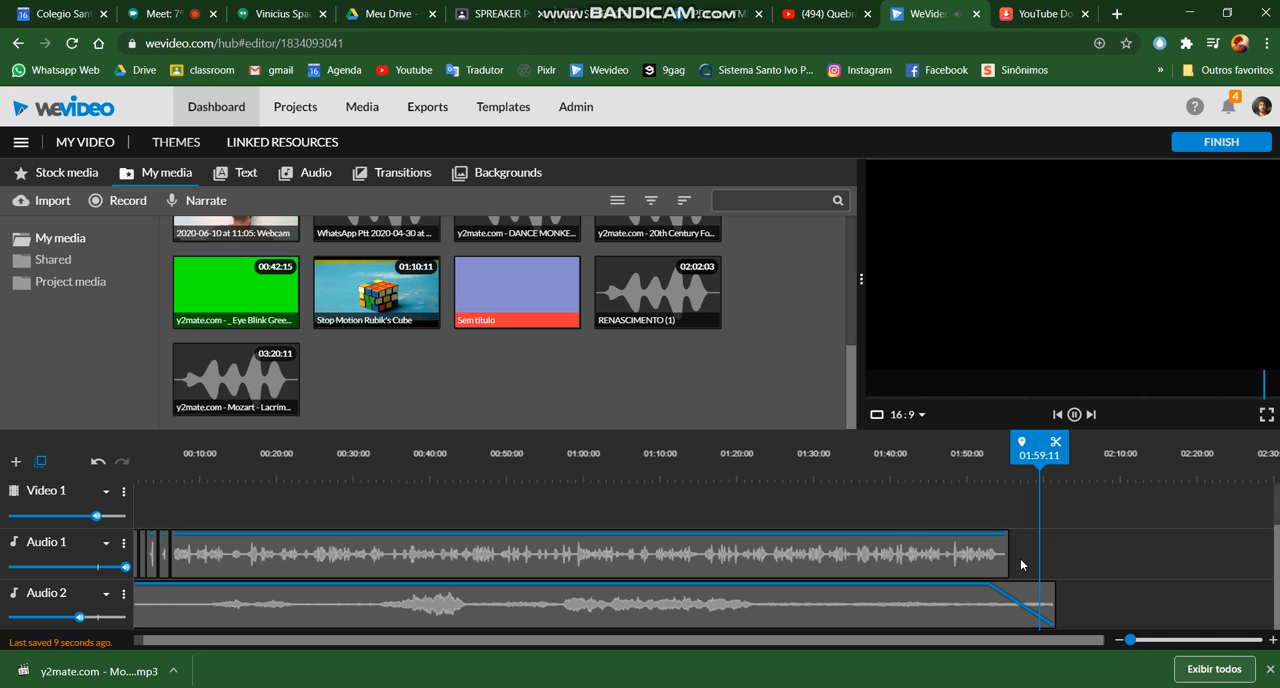 Colegio Sant
Meet: 7º
Vinicius Spa
Meu Drive -
SPREAKER P
www.BANDICAM.com
(494) Quebra
WeVide
YouTube Do
wevideo.com/hub#editor/1834093041
Whatsapp Web
Drive
classroom
gmail
Agenda
Youtube
Tradutor
Pixlr
Wevideo
9gag
Sistema Santo Ivo P...
Instagram
Facebook
Sinônimos
»
Outros favoritos
WEVIDEO
Dashboard
Projects
Media
Exports
Templates
Admin
4
MY VIDEO
THEMES
LINKED RESOURCES
FINISH
Stock media
My media
Text
Audio
Transitions
Backgrounds
Import
Record
Narrate
My media
Shared
Project media
2020-06-10 at 11:05: Webcam
WhatsApp Ptt 2020-04-30 at ...
y2mate.com - DANCE MONKE...
y2mate.com - 20th Century Fo...
00:42:15
y2mate.com - _ Eye Blink Gree...
01:10:11
Stop Motion Rubik's Cube
Sem título
02:02:03
RENASCIMENTO (1)
03:20:11
y2mate.com - Mozart - Lacrim...
16:9
00:10:00
00:20:00
00:30:00
00:40:00
00:50:00
01:00:00
01:10:00
01:20:00
01:30:00
01:40:00
01:50:00
01:59:11
02:10:00
02:20:00
02:30:
Video 1
Audio 1
Audio 2
Last saved 9 seconds ago.
y2mate.com - Mo....mp3
Exibir todos